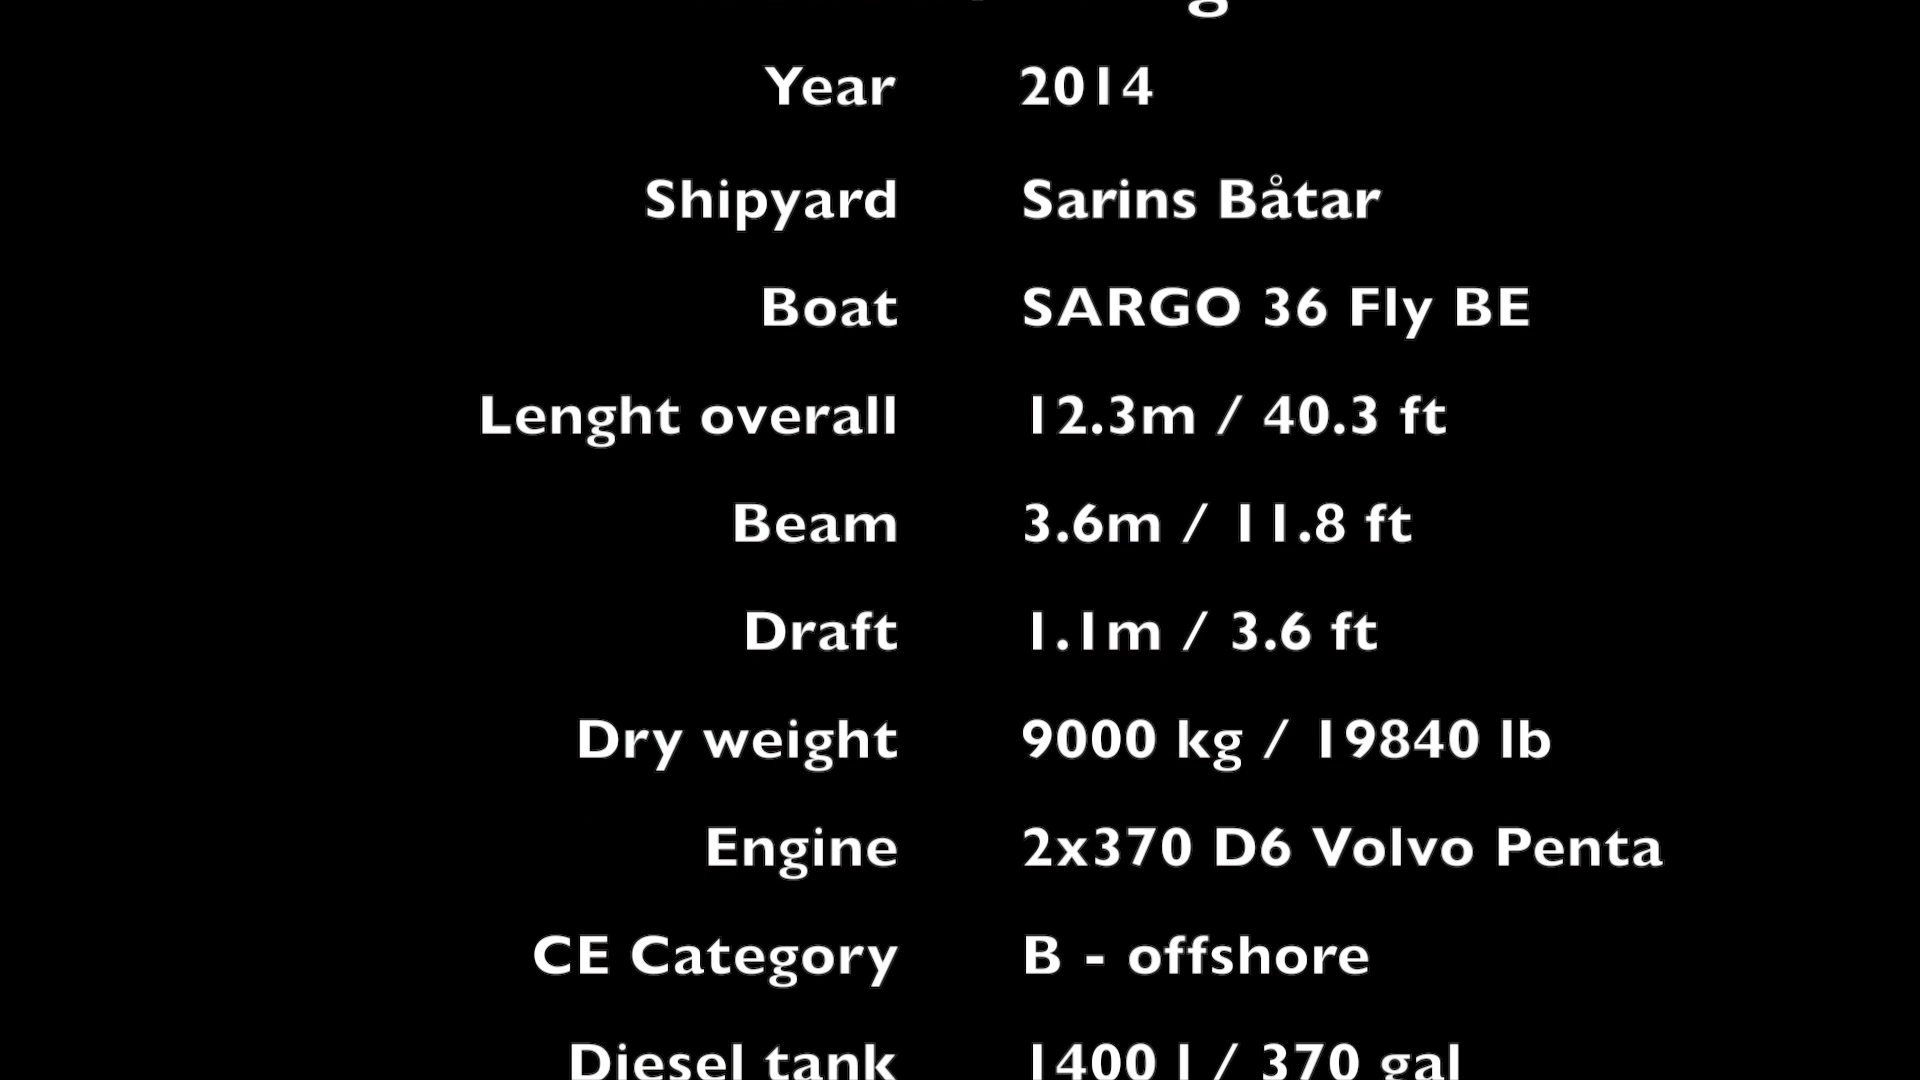 Year 2014
Shipyard Sarins Båtar
Boat SARGO 36 Fly BE
Lenght overall 12.3m / 40.3 ft
Beam 3.6m / 11.8 ft
Draft 1.1m / 3.6 ft
Dry weight 9000 kg / 19840 lb
Engine 2x370 D6 Volvo Penta
CE Category B - offshore
Diesel tank 1400 l / 370 gal